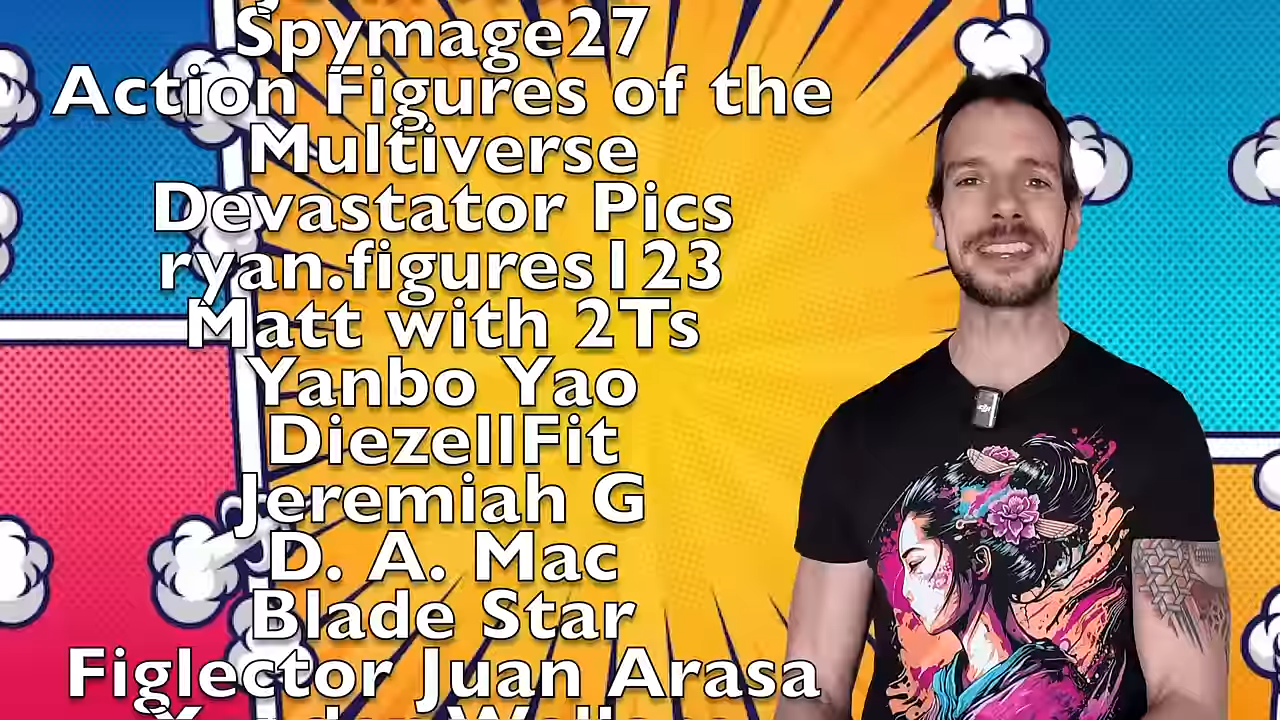 Spymage27
Action Figures of the
Multiverse
Devastator Pics
ryan.figures123
Matt with 2Ts
Yanbo Yao
DiezellFit
Jeremiah G
D. A. Mac
Blade Star
Figlector Juan Arasa